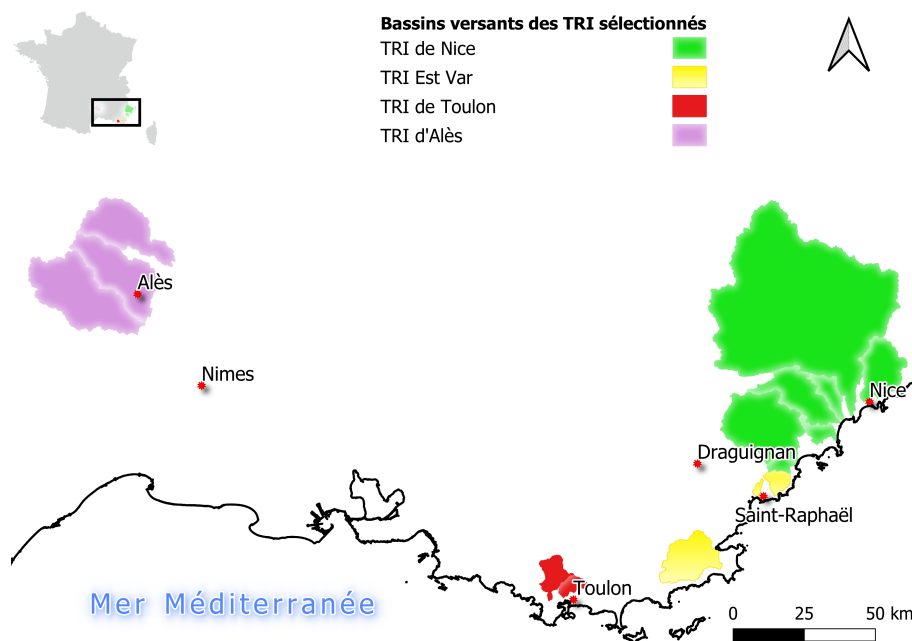 Bassins versants des TRI sélectionnés
TRI de Nice
TRI Est Var
TRI de Toulon
TRI d'Alès
Alès
Nimes
Nice
Draguignan
Saint-Raphaël
Toulon
Mer Méditerranée
0 25 50 km